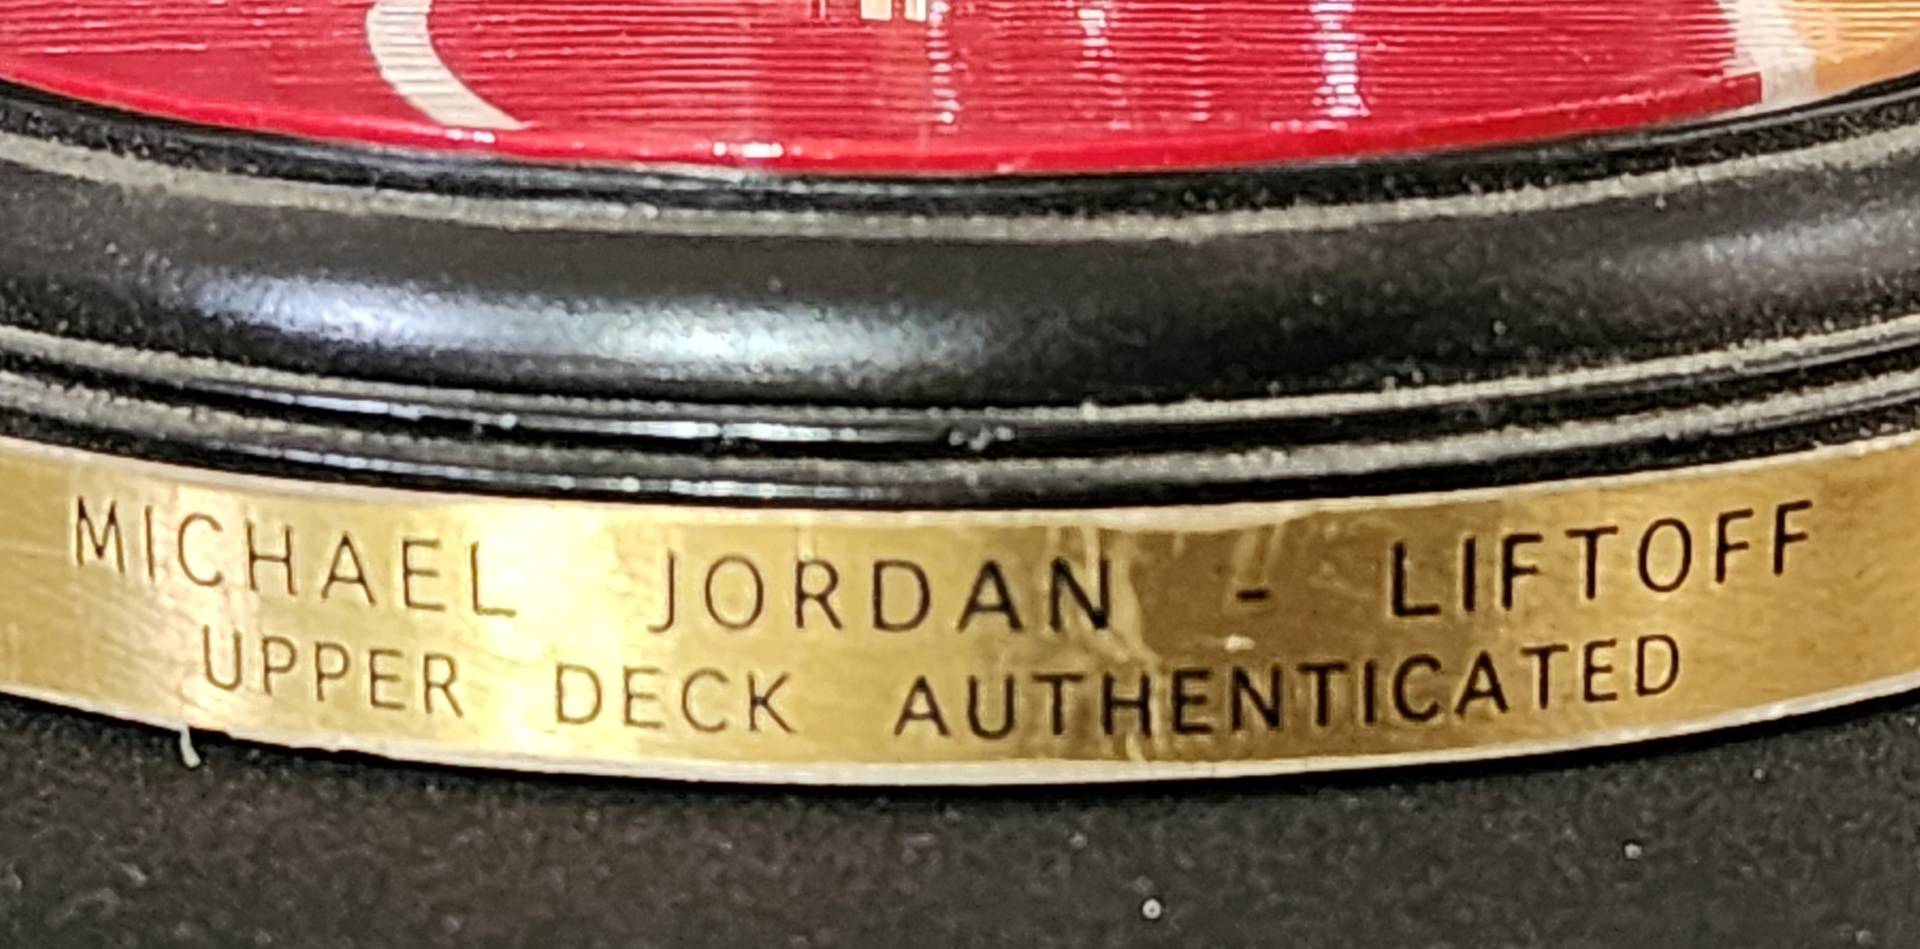 MICHAEL JORDAN - LIFTOFF
UPPER DECK AUTHENTICATED